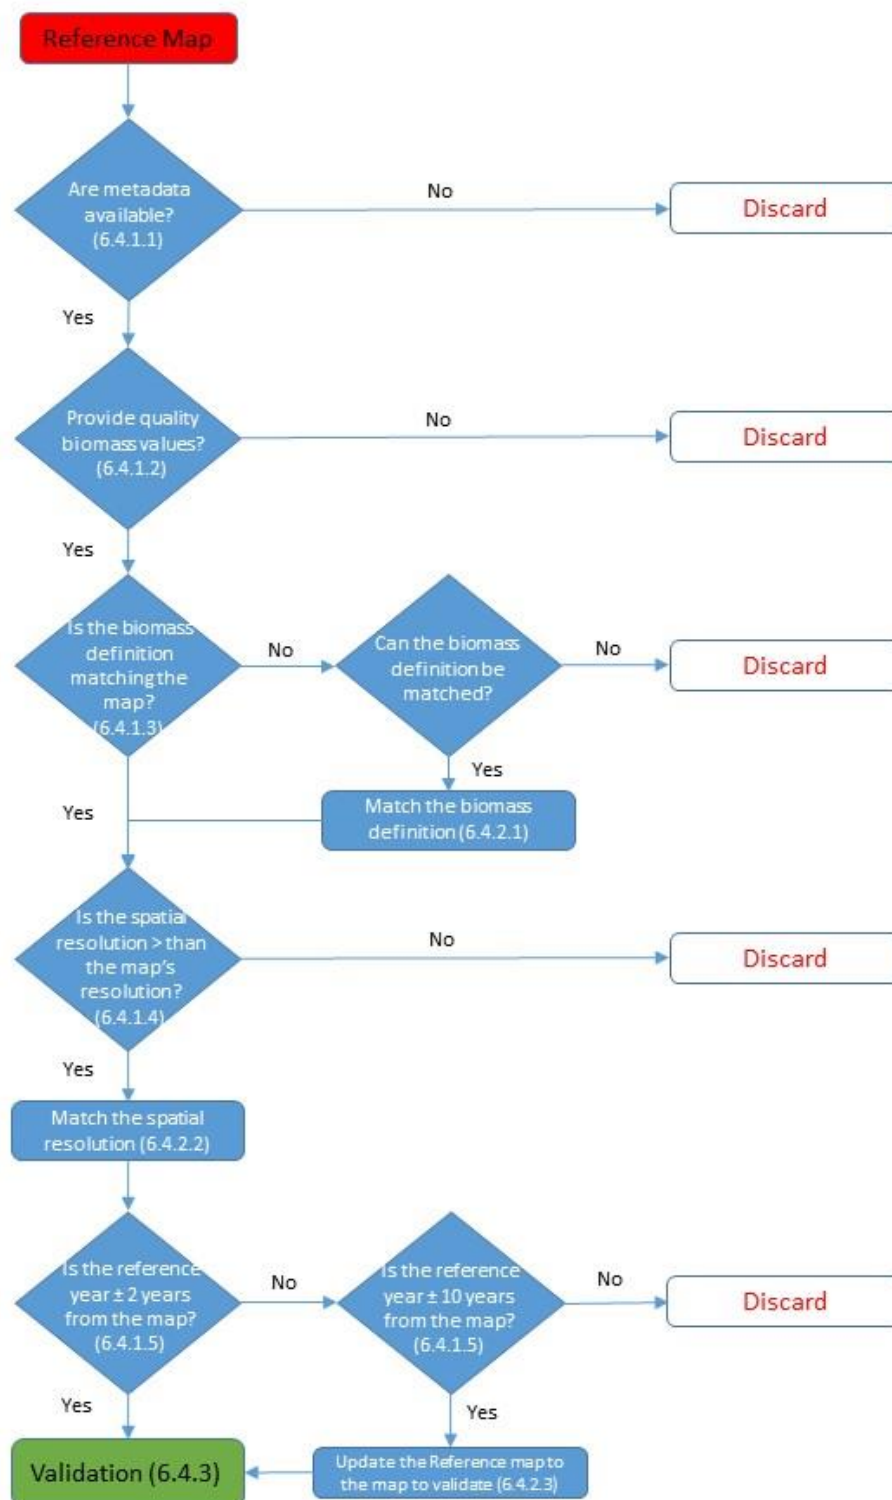 Reference Map
Are metadata
available?
(6.4.1.1)
No
Discard
Yes
Provide quality
biomass values?
(6.4.1.2)
No
Discard
Yes
Is the biomass
definition
matching the
map?
(6.4.1.3)
No
Can the biomass
definition be
matched?
No
Discard
Yes
Yes
Match the biomass
definition (6.4.2.1)
Is the spatial
resolution > than
the map's
resolution?
(6.4.1.4)
No
Discard
Yes
Match the spatial
resolution (6.4.2.2)
Is the reference
year ± 2 years
from the map?
(6.4.1.5)
No
Is the reference
year ± 10 years
from the map?
(6.4.1.5)
No
Discard
Yes
Yes
Validation (6.4.3)
Update the Reference map to
the map to validate (6.4.2.3)